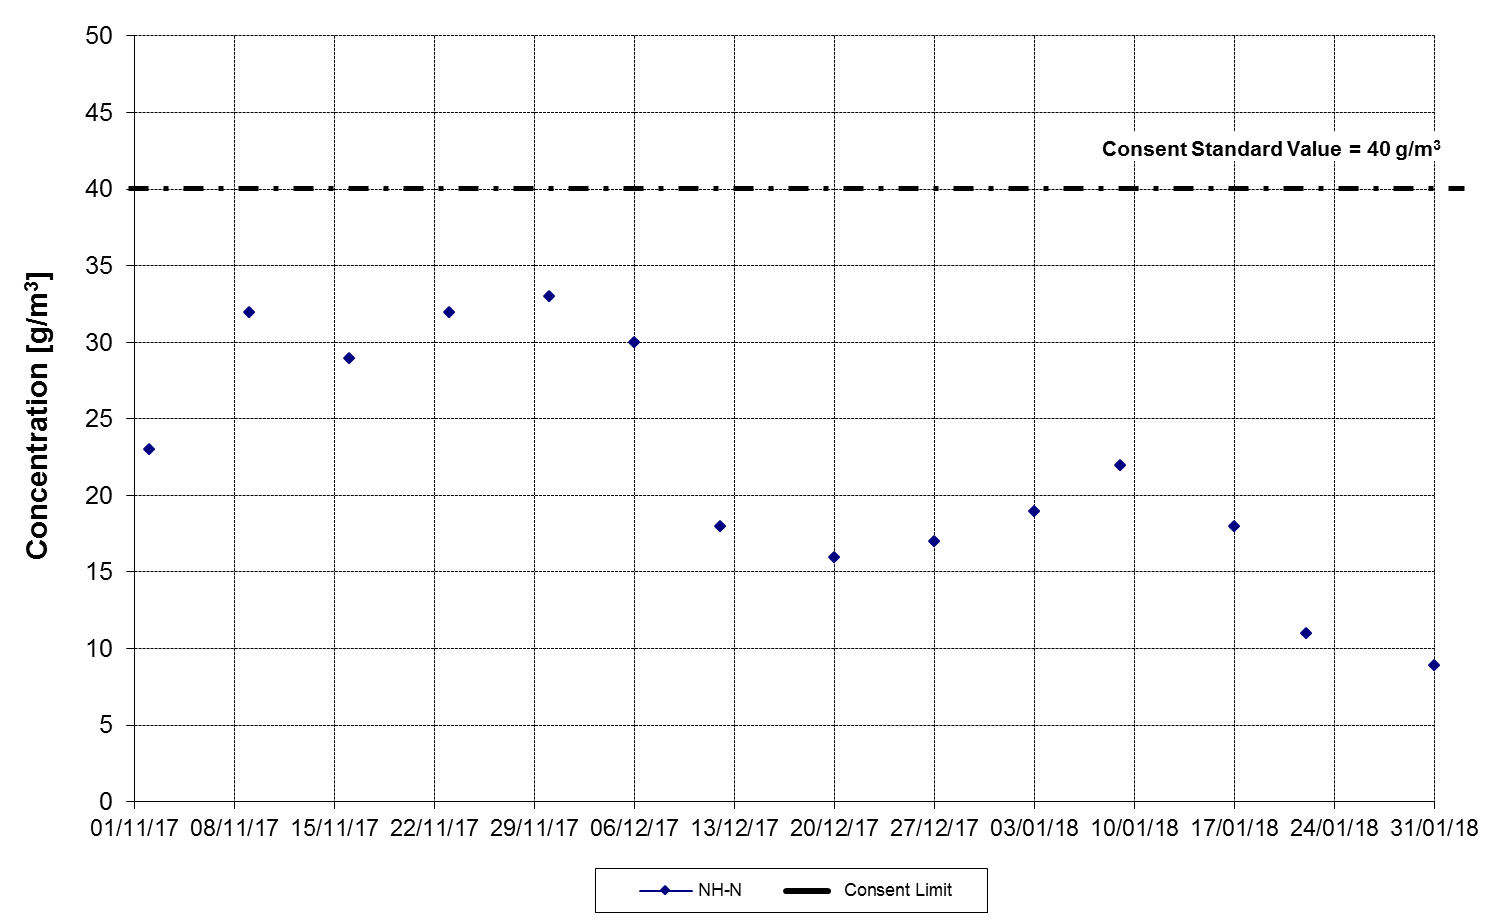 50
45
Consent Standard Value = 40 g/m³
40
35
30
25
20
15
10
5
0
Concentration [g/m³]
01/11/17 08/11/17 15/11/17 22/11/17 29/11/17 06/12/17 13/12/17 20/12/17 27/12/17 03/01/18 10/01/18 17/01/18 24/01/18 31/01/18
NH-N Consent Limit